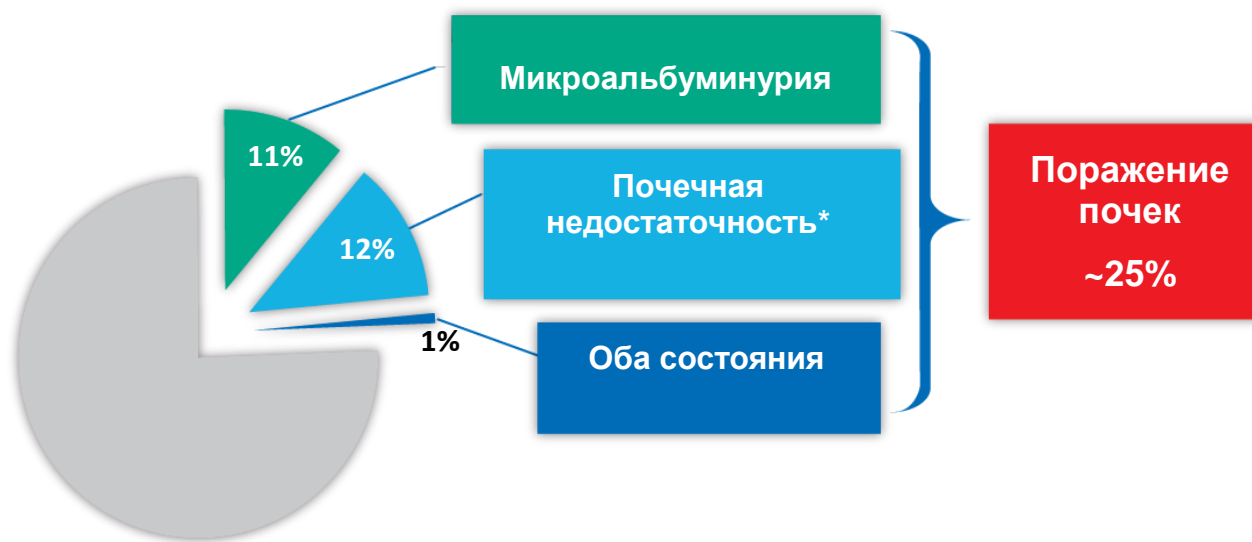 11%
Микроальбуминурия
12%
Почечная
недостаточность*
1%
Оба состояния
Поражение
почек
~25%